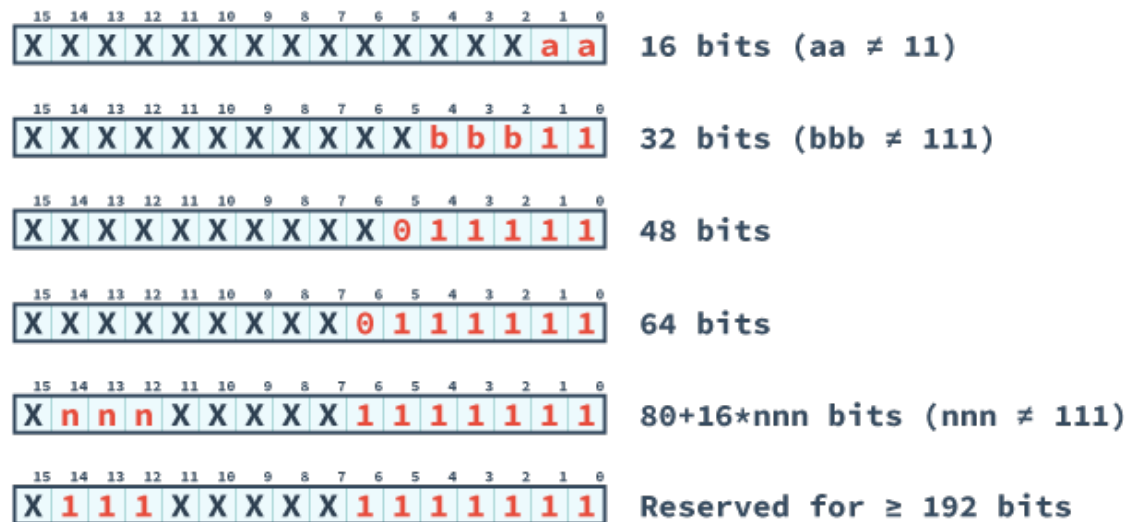 15 14 13 12 11 10 9 8 7 6 5 4 3 2 1 0
X X X X X X X X X X X X X X a a 16 bits (aa ≠ 11)
15 14 13 12 11 10 9 8 7 6 5 4 3 2 1 0
X X X X X X X X X X X b b b 1 1 32 bits (bbb ≠ 111)
15 14 13 12 11 10 9 8 7 6 5 4 3 2 1 0
X X X X X X X X X X 0 1 1 1 1 1 48 bits
15 14 13 12 11 10 9 8 7 6 5 4 3 2 1 0
X X X X X X X X X 0 1 1 1 1 1 1 64 bits
15 14 13 12 11 10 9 8 7 6 5 4 3 2 1 0
X n n n X X X X X 1 1 1 1 1 1 1 80+16*nnn bits (nnn ≠ 111)
15 14 13 12 11 10 9 8 7 6 5 4 3 2 1 0
X 1 1 1 X X X X X 1 1 1 1 1 1 1 Reserved for ≥ 192 bits